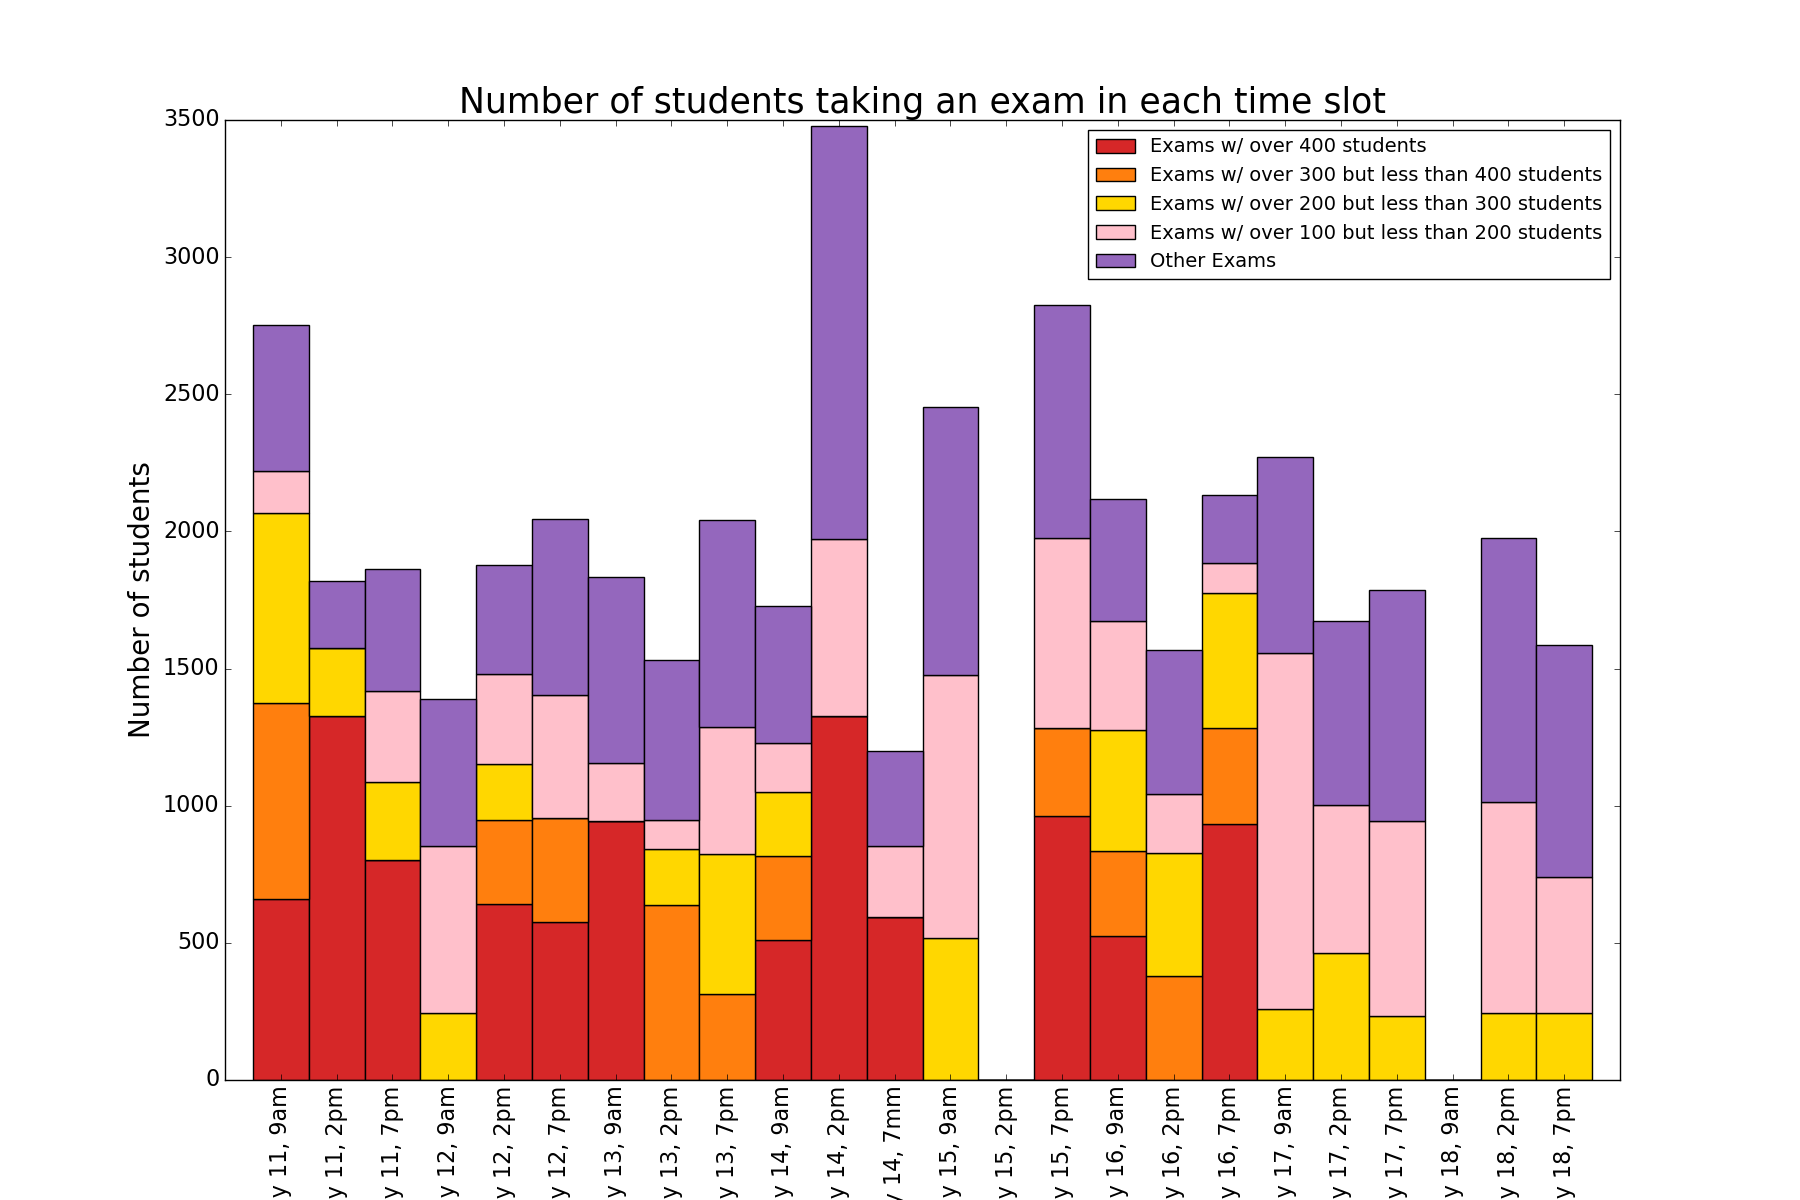 Number of students taking an exam in each time slot
Exams w/ over 400 students
Exams w/ over 300 but less than 400 students
Exams w/ over 200 but less than 300 students
Exams w/ over 100 but less than 200 students
Other Exams
Number of students
3500
3000
2500
2000
1500
1000
500
0
y 11, 9am
y 11, 2pm
y 11, 7pm
y 12, 9am
y 12, 2pm
y 12, 7pm
y 13, 9am
y 13, 2pm
y 13, 7pm
y 14, 9am
y 14, 2pm
y 14, 7mm
y 15, 9am
y 15, 2pm
y 15, 7pm
y 16, 9am
y 16, 2pm
y 16, 7pm
y 17, 9am
y 17, 2pm
y 17, 7pm
y 18, 9am
y 18, 2pm
y 18, 7pm